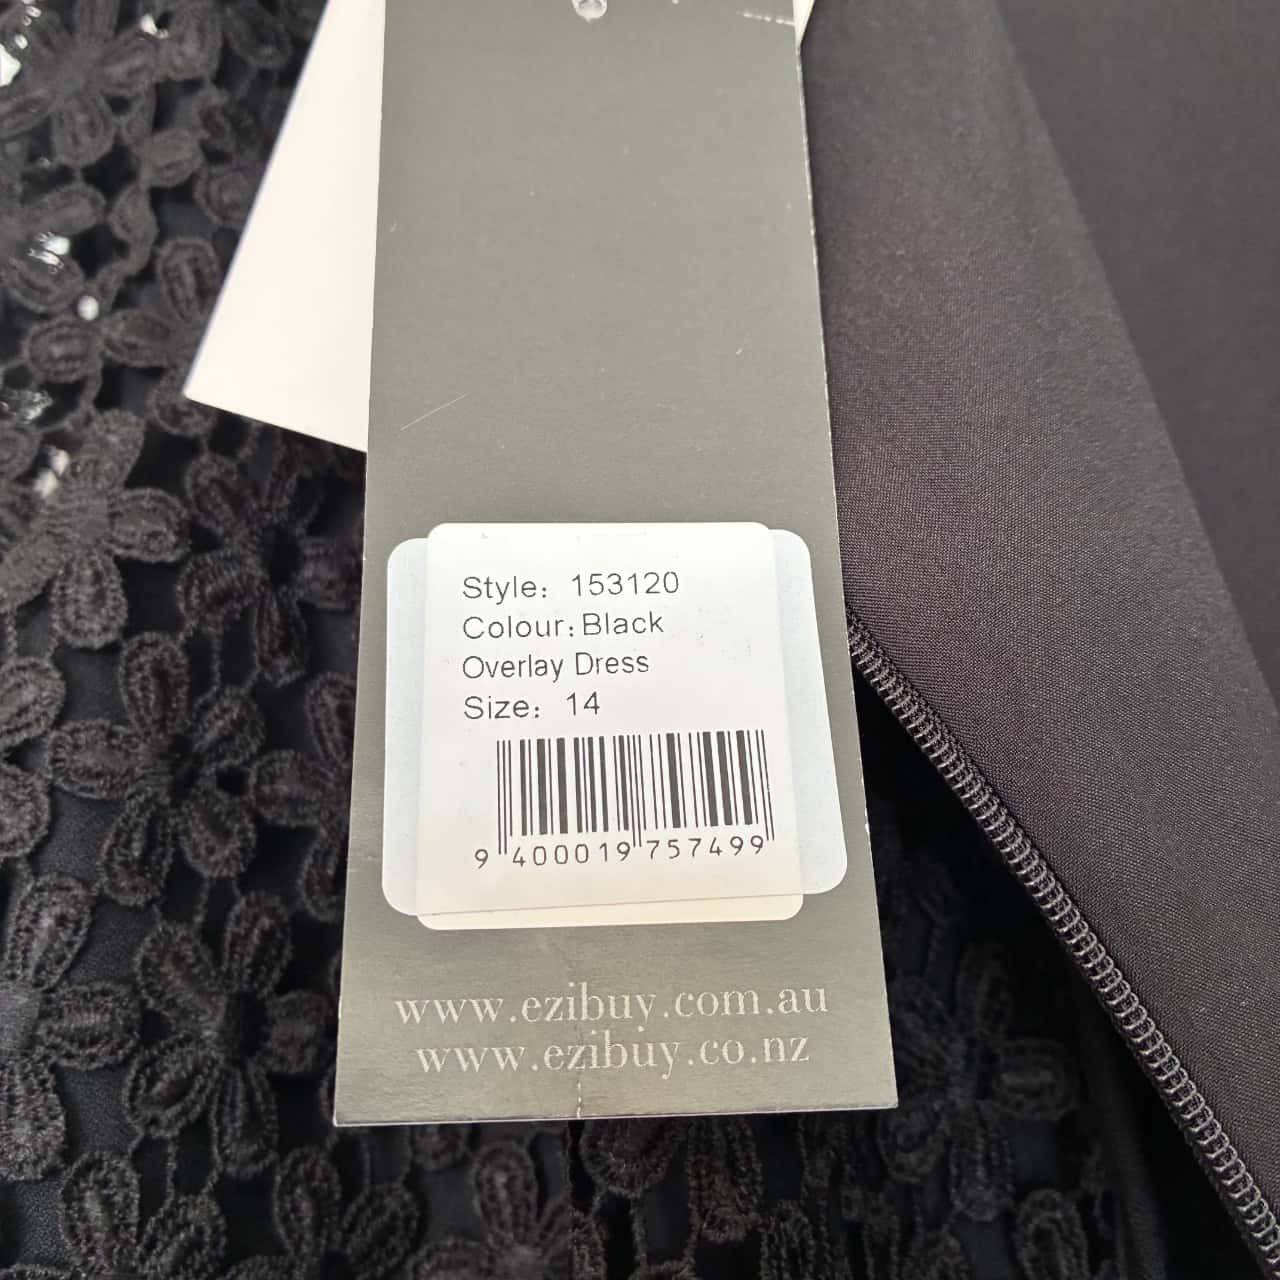 Style: 153120
Colour: Black
Overlay Dress
Size: 14
9 400019 757499
www.ezibuy.com.au
www.ezibuy.co.nz